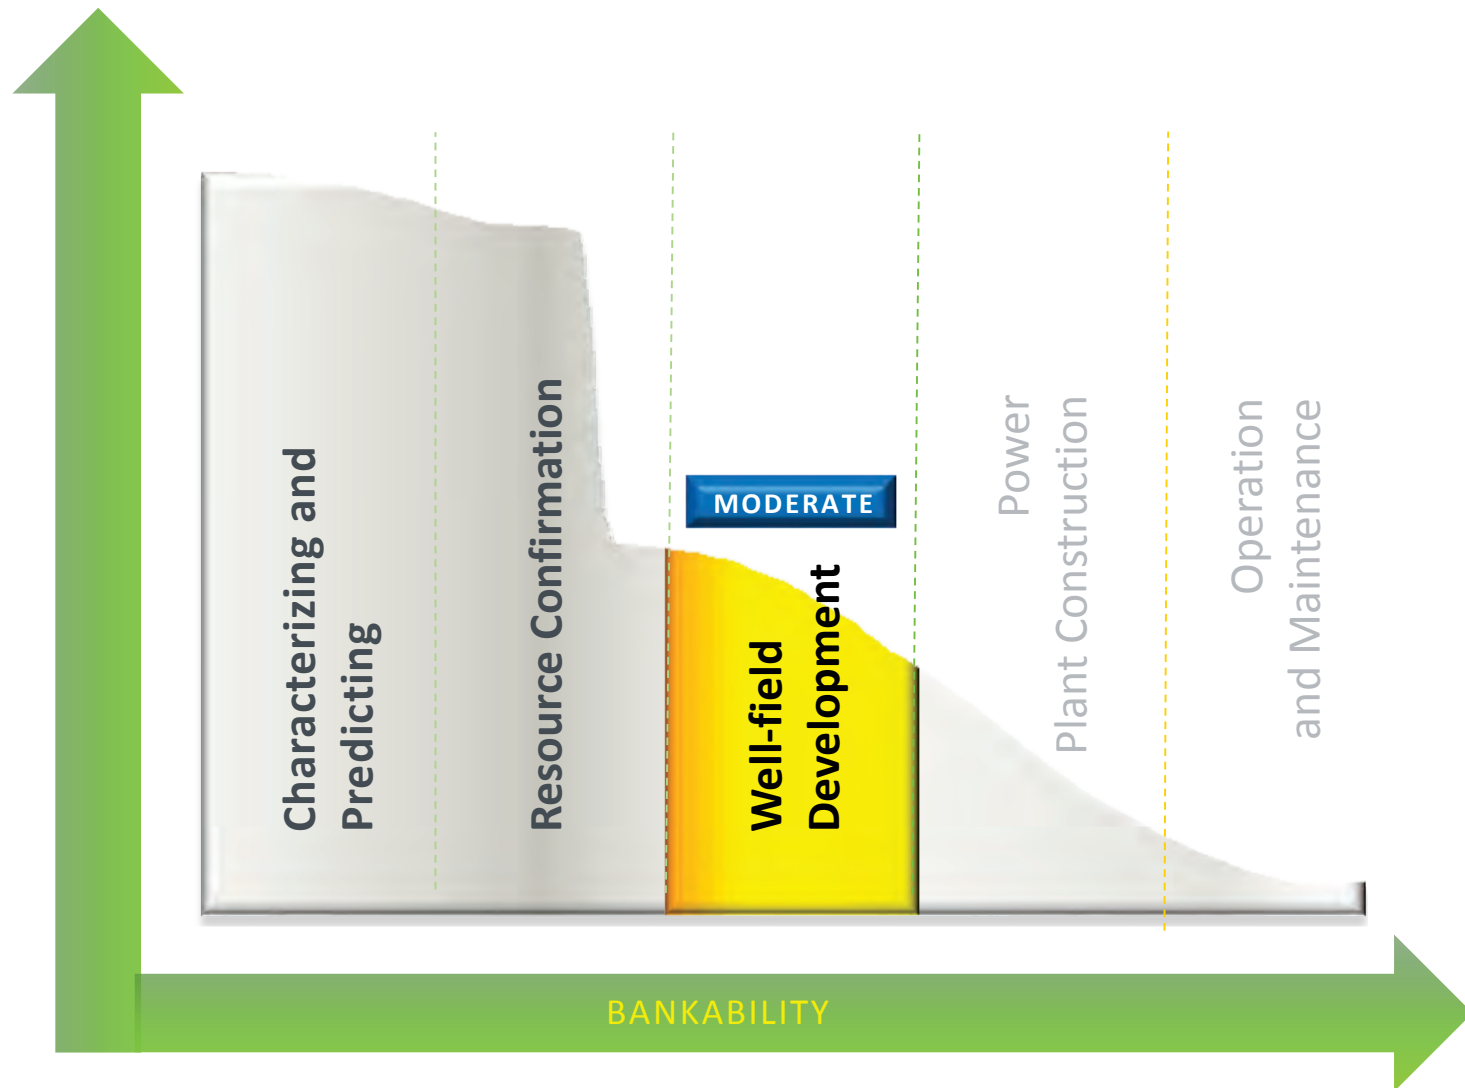 Characterizing and
Predicting
Resource Confirmation
MODERATE
Well-field
Development
Power
Plant Construction
Operation
and Maintenance
BANKABILITY